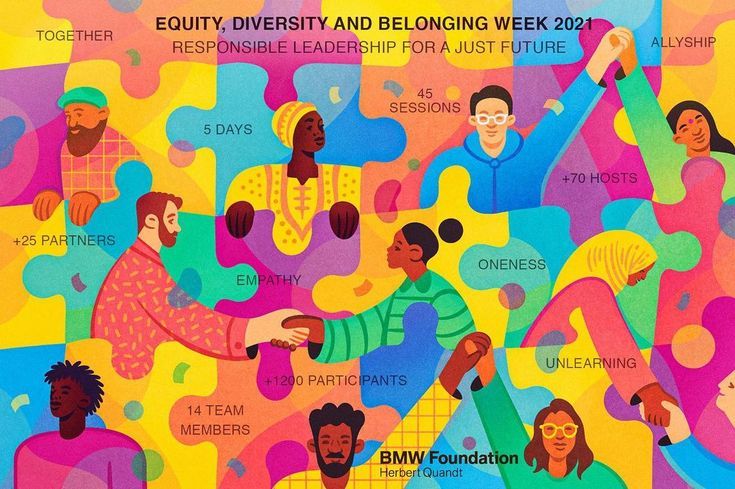 EQUITY, DIVERSITY AND BELONGING WEEK 2021
RESPONSIBLE LEADERSHIP FOR A JUST FUTURE
TOGETHER
ALLYSHIP
45
SESSIONS
5 DAYS
+70 HOSTS
+25 PARTNERS
EMPATHY
ONENESS
UNLEARNING
+1200 PARTICIPANTS
14 TEAM
MEMBERS
BMW Foundation
Herbert Quandt